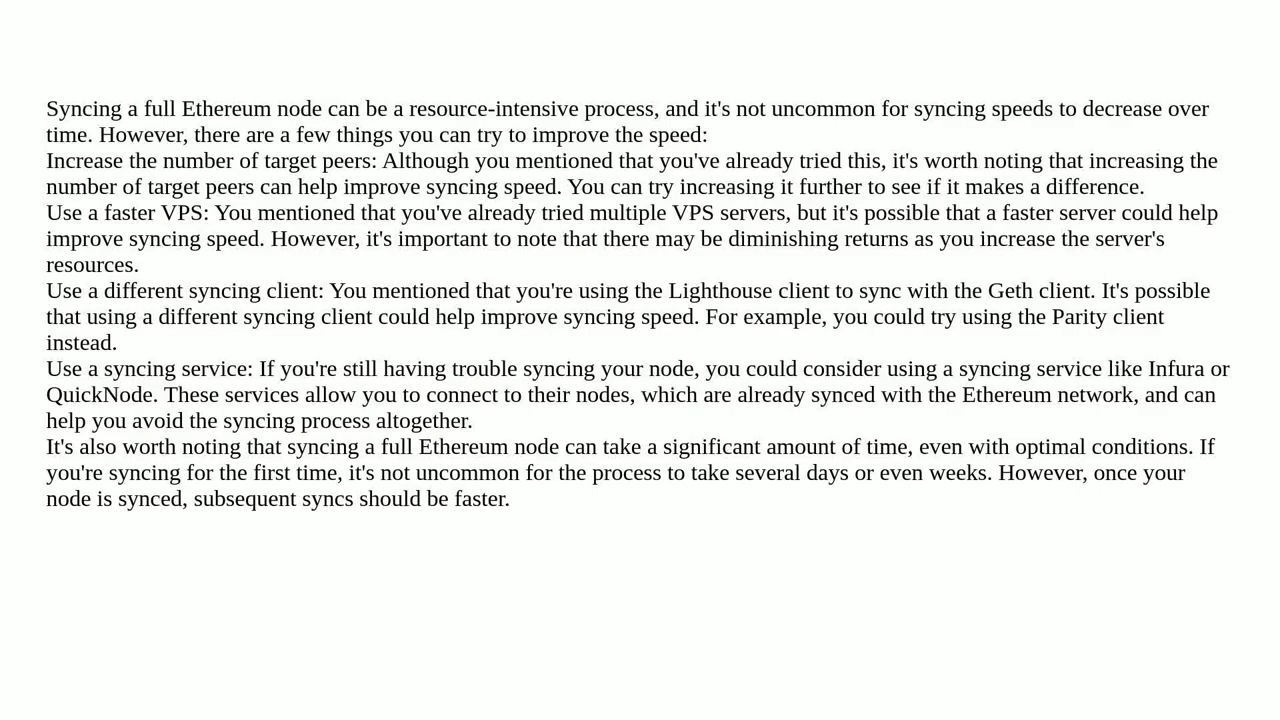 Syncing a full Ethereum node can be a resource-intensive process, and it's not uncommon for syncing speeds to decrease over
time. However, there are a few things you can try to improve the speed:
Increase the number of target peers: Although you mentioned that you've already tried this, it's worth noting that increasing the
number of target peers can help improve syncing speed. You can try increasing it further to see if it makes a difference.
Use a faster VPS: You mentioned that you've already tried multiple VPS servers, but it's possible that a faster server could help
improve syncing speed. However, it's important to note that there may be diminishing returns as you increase the server's
resources.
Use a different syncing client: You mentioned that you're using the Lighthouse client to sync with the Geth client. It's possible
that using a different syncing client could help improve syncing speed. For example, you could try using the Parity client
instead.
Use a syncing service: If you're still having trouble syncing your node, you could consider using a syncing service like Infura or
QuickNode. These services allow you to connect to their nodes, which are already synced with the Ethereum network, and can
help you avoid the syncing process altogether.
It's also worth noting that syncing a full Ethereum node can take a significant amount of time, even with optimal conditions. If
you're syncing for the first time, it's not uncommon for the process to take several days or even weeks. However, once your
node is synced, subsequent syncs should be faster.